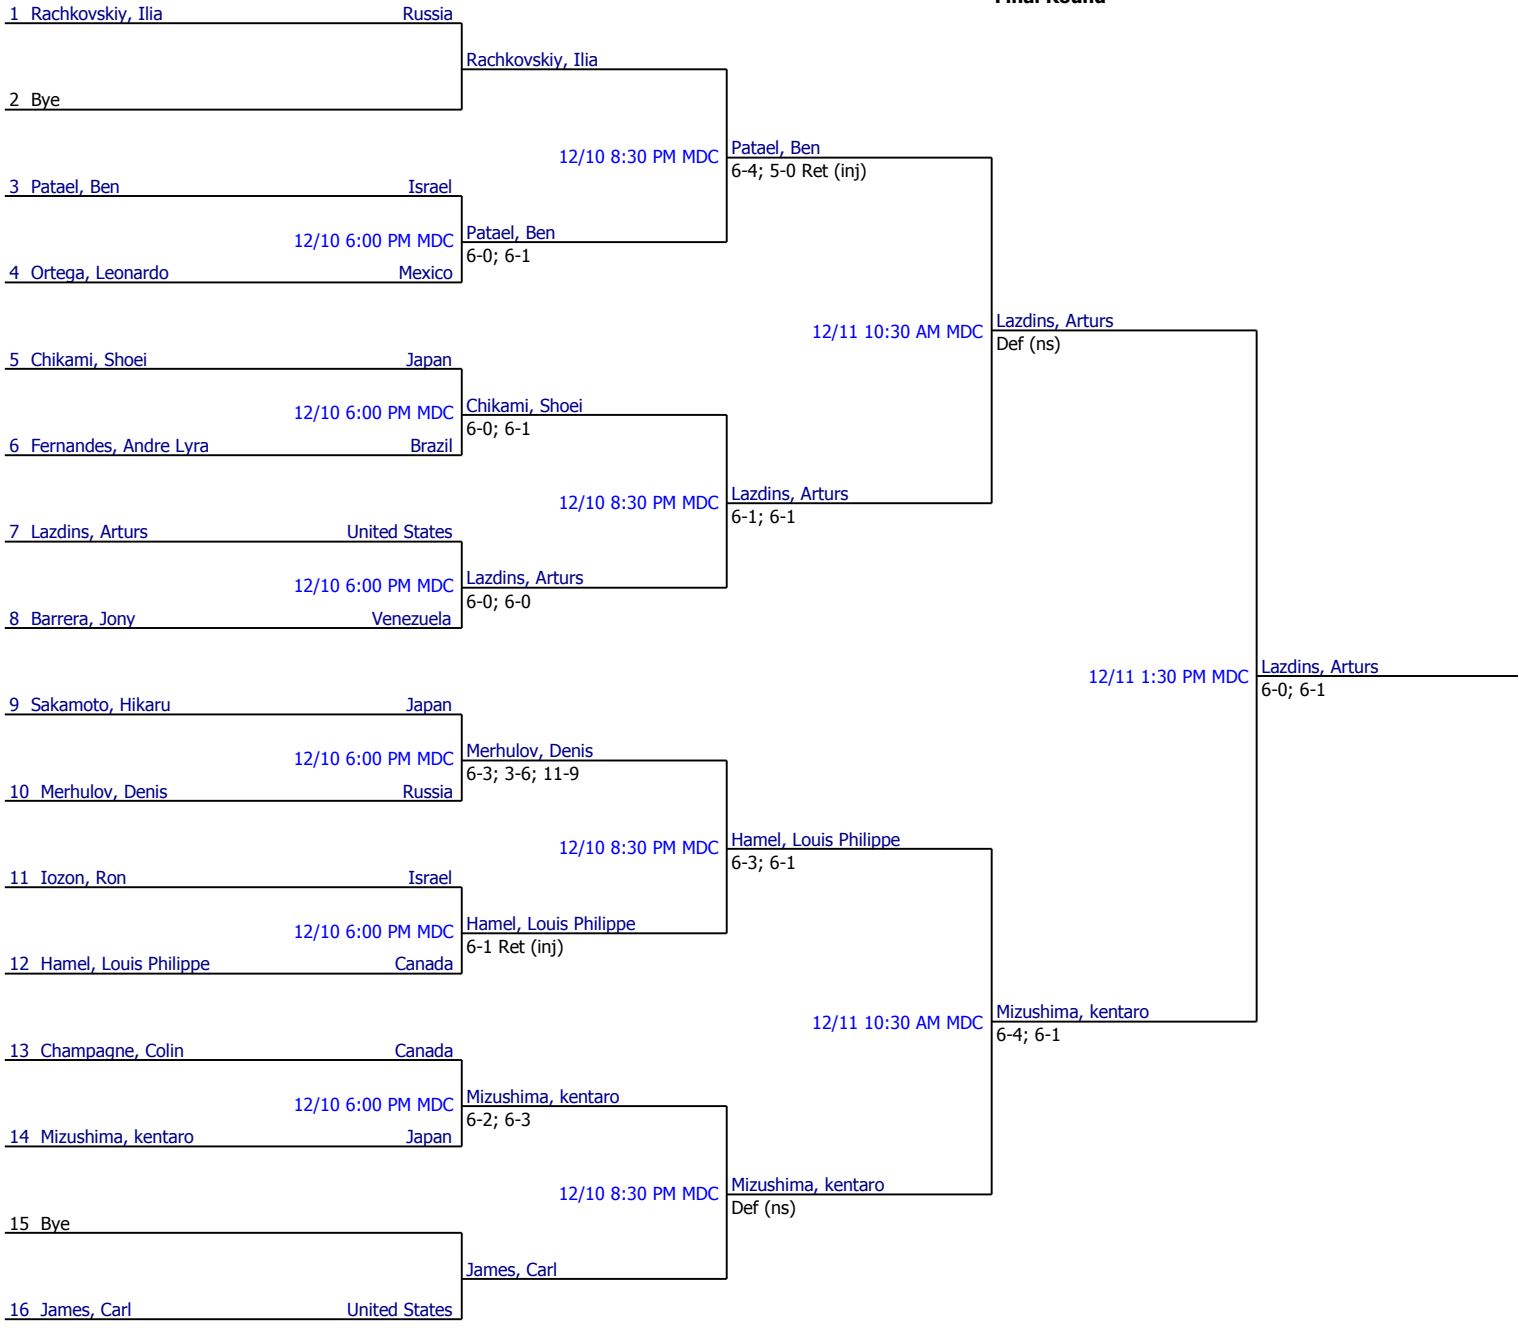 Final Round
1 Rachkovskiy, Ilia Russia
Rachkovskiy, Ilia
2 Bye
12/10 8:30 PM MDC Patael, Ben
6-4; 5-0 Ret (inj)
3 Patael, Ben Israel
12/10 6:00 PM MDC Patael, Ben
6-0; 6-1
4 Ortega, Leonardo Mexico
12/11 10:30 AM MDC Lazdins, Arturs
Def (ns)
5 Chikami, Shoei Japan
12/10 6:00 PM MDC Chikami, Shoei
6-0; 6-1
6 Fernandes, Andre Lyra Brazil
12/10 8:30 PM MDC Lazdins, Arturs
6-1; 6-1
7 Lazdins, Arturs United States
12/10 6:00 PM MDC Lazdins, Arturs
6-0; 6-0
8 Barrera, Jony Venezuela
12/11 1:30 PM MDC Lazdins, Arturs
6-0; 6-1
9 Sakamoto, Hikaru Japan
12/10 6:00 PM MDC Merhulov, Denis
6-3; 3-6; 11-9
10 Merhulov, Denis Russia
12/10 8:30 PM MDC Hamel, Louis Philippe
6-3; 6-1
11 Iozon, Ron Israel
12/10 6:00 PM MDC Hamel, Louis Philippe
6-1 Ret (inj)
12 Hamel, Louis Philippe Canada
12/11 10:30 AM MDC Mizushima, kentaro
6-4; 6-1
13 Champagne, Colin Canada
12/10 6:00 PM MDC Mizushima, kentaro
6-2; 6-3
14 Mizushima, kentaro Japan
12/10 8:30 PM MDC Mizushima, kentaro
Def (ns)
15 Bye
James, Carl
16 James, Carl United States